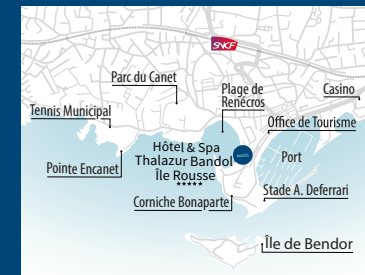 SNCF
Parc du Canet
Plage de
Renécros
Casino
Tennis Municipal
Office de Tourisme
Hôtel & Spa
Thalazur Bandol
Île Rousse
*****
Port
Pointe Encanet
Stade A. Deferrari
Corniche Bonaparte
Île de Bendor